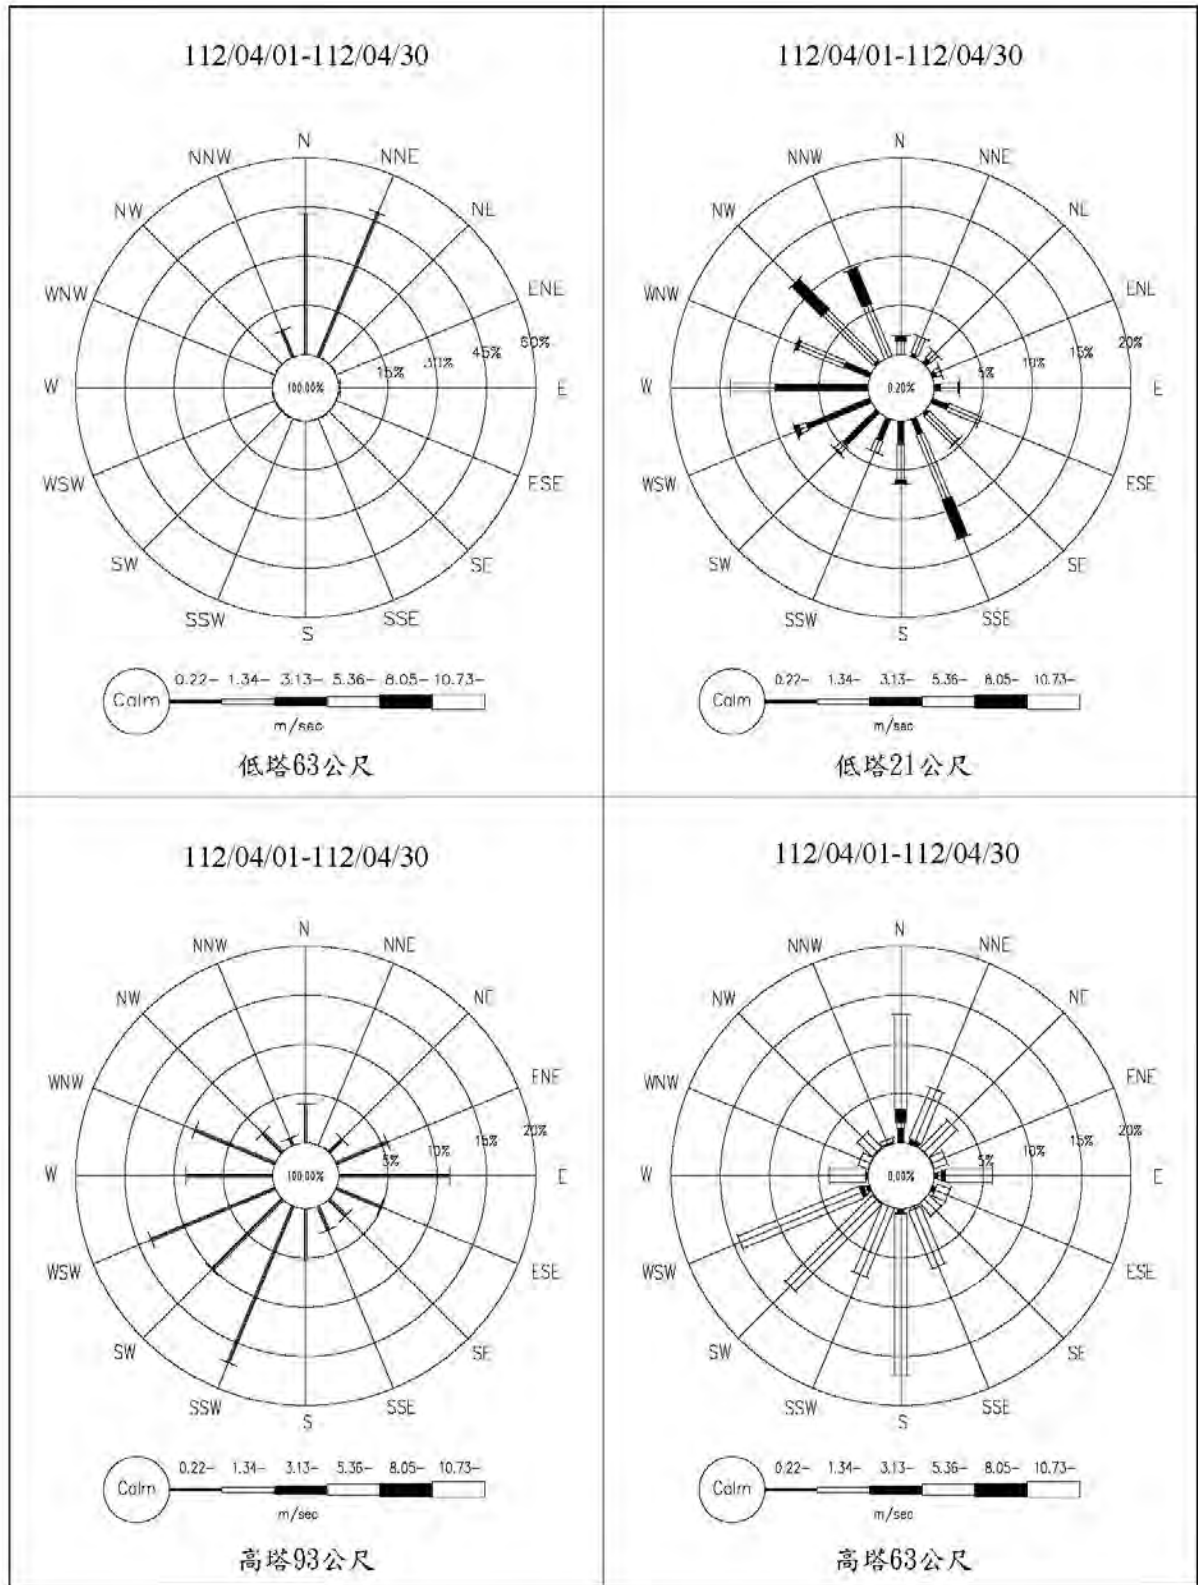 112/04/01-112/04/30
N
NNW
NNE
NW
NE
WNW
ENE
15%
30%
45%
60%
W
100.00%
E
WSW
ESE
SW
SE
SSW
SSE
S
Calm
0.22- 1.34- 3.13- 5.36- 8.05- 10.73-
m/sec
低塔63公尺
112/04/01-112/04/30
N
NNW
NNE
NW
NE
WNW
ENE
5%
10%
15%
20%
W
0.20%
E
WSW
ESE
SW
SE
SSW
SSE
S
Calm
0.22- 1.34- 3.13- 5.36- 8.05- 10.73-
m/sec
低塔21公尺
112/04/01-112/04/30
N
NNW
NNE
NW
NE
WNW
ENE
5%
10%
15%
20%
W
100.00%
E
WSW
ESE
SW
SE
SSW
SSE
S
Calm
0.22- 1.34- 3.13- 5.36- 8.05- 10.73-
m/sec
高塔93公尺
112/04/01-112/04/30
N
NNW
NNE
NW
NE
WNW
ENE
5%
10%
15%
20%
W
0.00%
E
WSW
ESE
SW
SE
SSW
SSE
S
Calm
0.22- 1.34- 3.13- 5.36- 8.05- 10.73-
m/sec
高塔63公尺